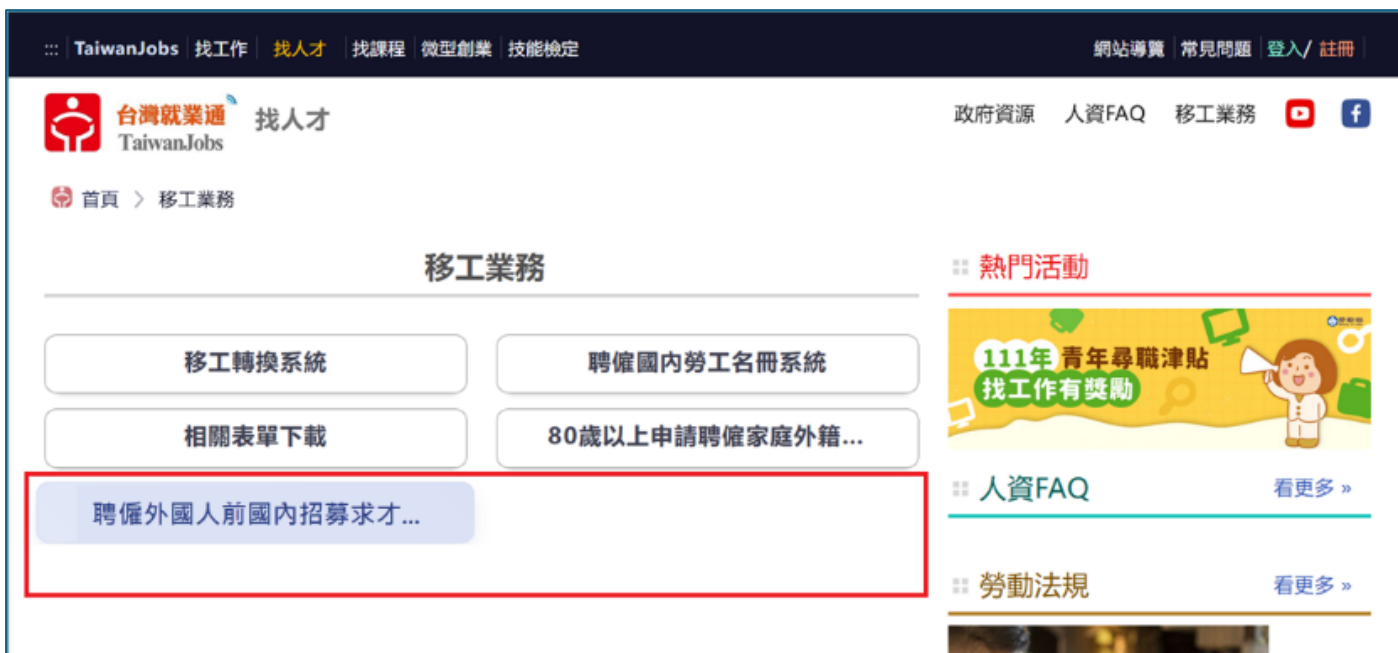 ::: TaiwanJobs 找工作 找人才 找課程 微型創業 技能檢定 網站導覽 常見問題 登入/ 註冊
台灣就業通 找人才 政府資源 人資FAQ 移工業務
TaiwanJobs
首頁 > 移工業務
移工業務
移工轉換系統 聘僱國內勞工名冊系統
相關表單下載 80歲以上申請聘僱家庭外籍...
聘僱外國人前國內招募求才...
熱門活動
111年 青年尋職津貼
找工作有獎勵
人資FAQ 看更多 »
勞動法規 看更多 »